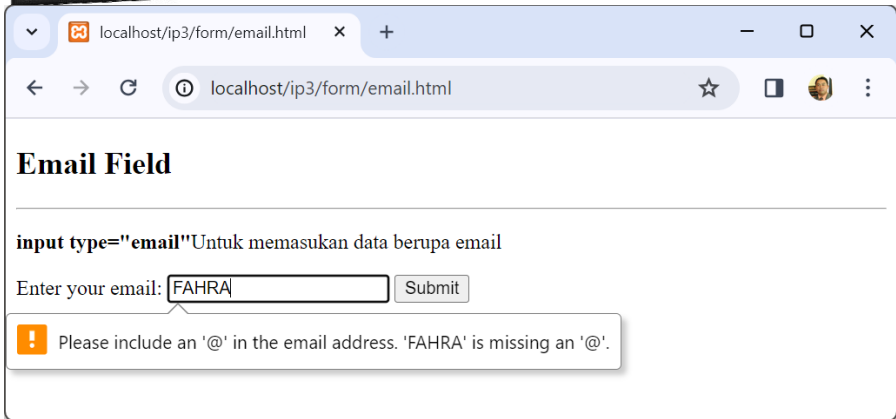 localhost/ip3/form/email.html
localhost/ip3/form/email.html
Email Field
input type="email"Untuk memasukan data berupa email
Enter your email: FAHRA Submit
Please include an '@' in the email address. 'FAHRA' is missing an '@'.